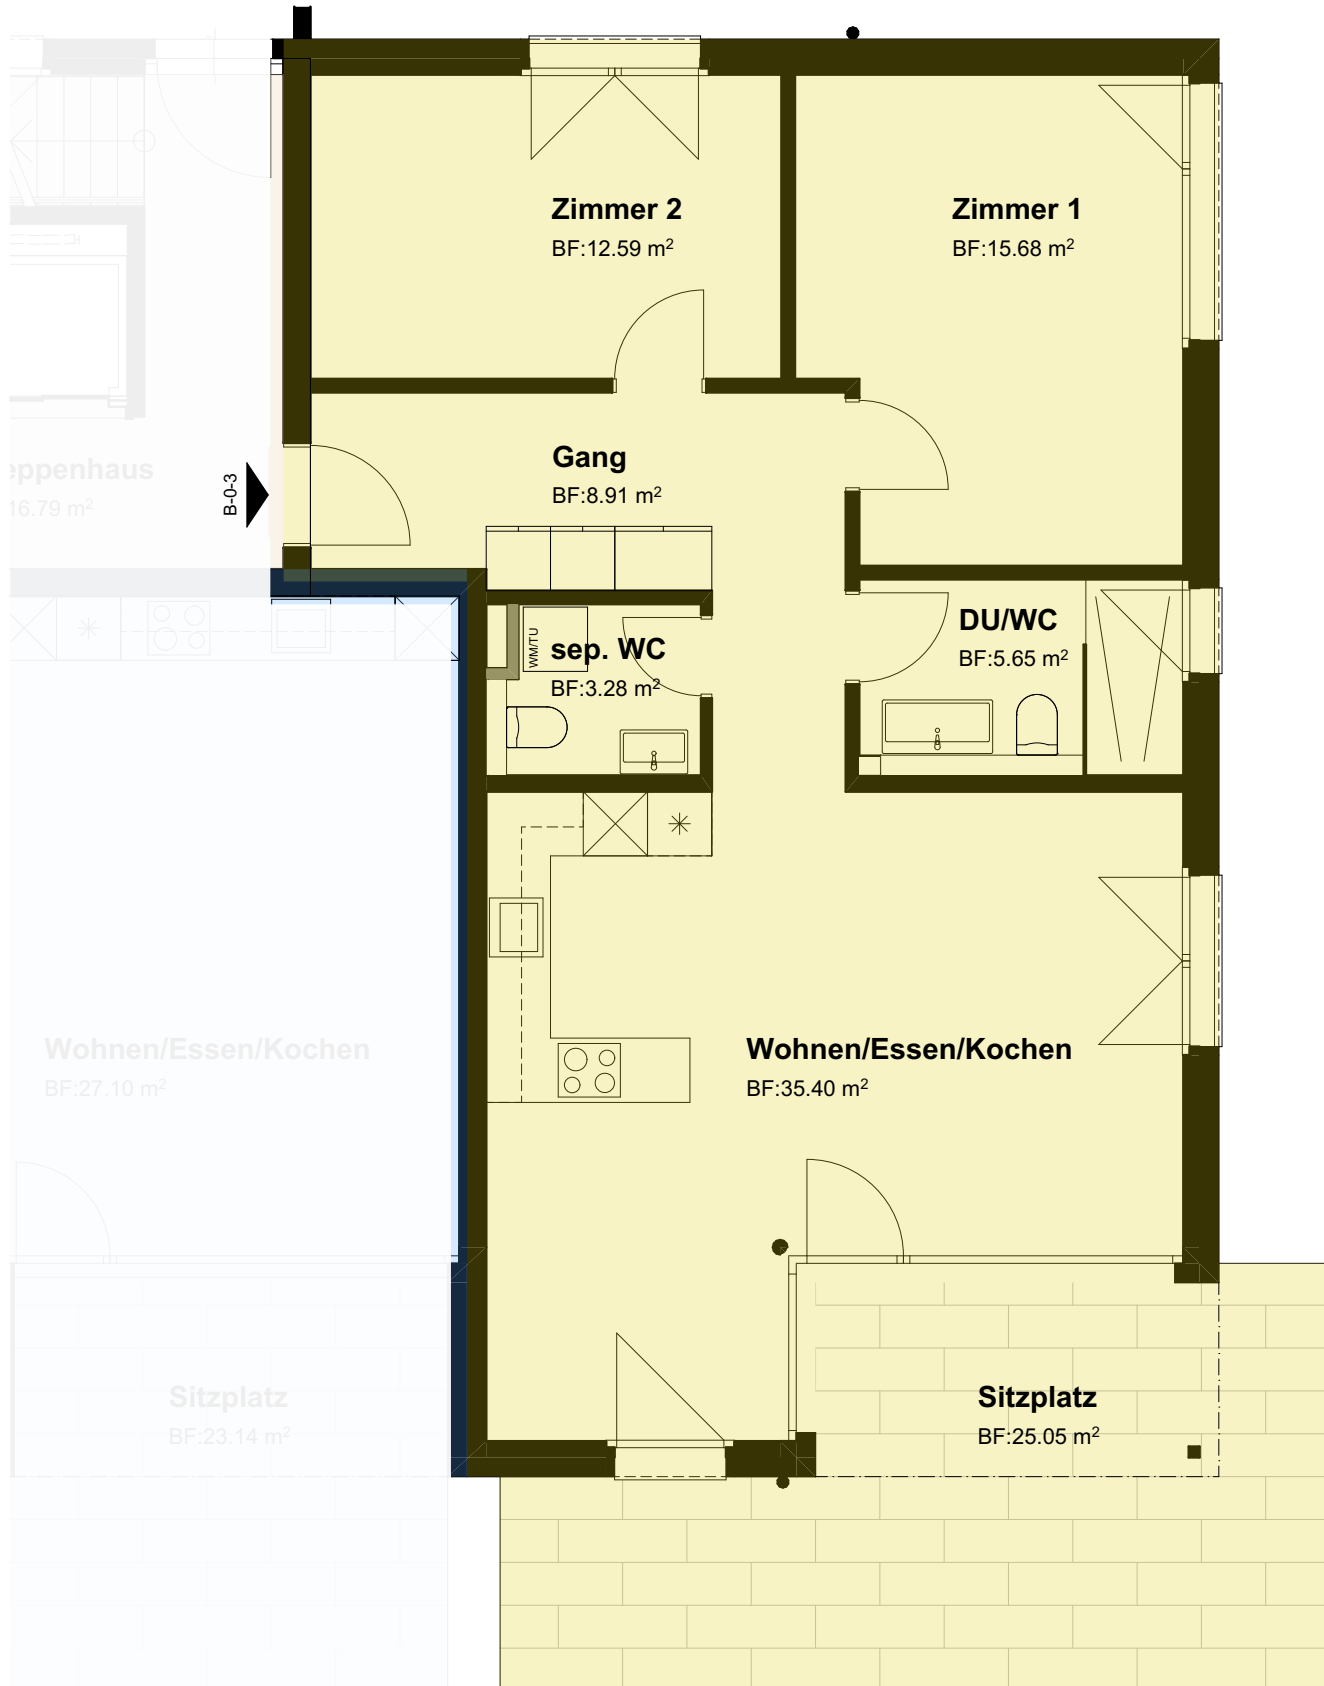 Zimmer 2
BF:12.59 m²
Zimmer 1
BF:15.68 m²
Gang
BF:8.91 m²
eppenhaus
16.79 m²
B-0-3
DU/WC
BF:5.65 m²
WM/TU
sep. WC
BF:3.28 m²
Wohnen/Essen/Kochen
BF:27.10 m²
Wohnen/Essen/Kochen
BF:35.40 m²
Sitzplatz
BF:23.14 m²
Sitzplatz
BF:25.05 m²